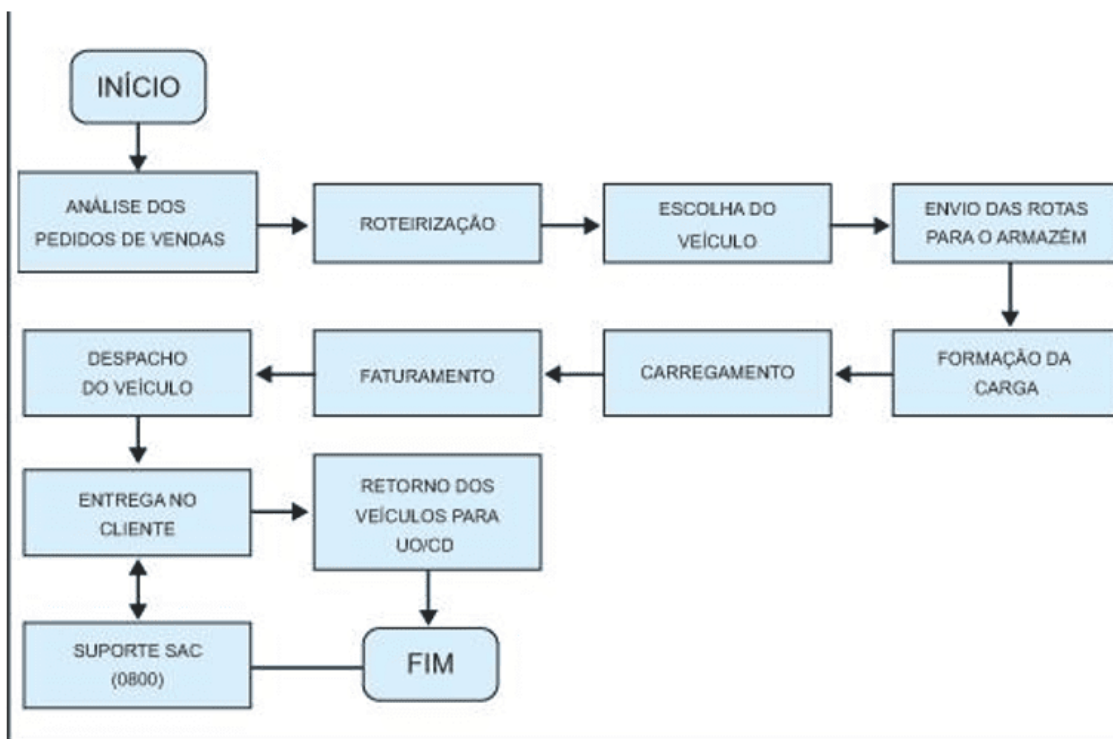 INÍCIO
ANÁLISE DOS
PEDIDOS DE VENDAS
ROTEIRIZAÇÃO
ESCOLHA DO
VEÍCULO
ENVIO DAS ROTAS
PARA O ARMAZÉM
DESPACHO
DO VEÍCULO
FATURAMENTO
CARREGAMENTO
FORMAÇÃO DA
CARGA
ENTREGA NO
CLIENTE
RETORNO DOS
VEÍCULOS PARA
UO/CD
SUPORTE SAC
(0800)
FIM